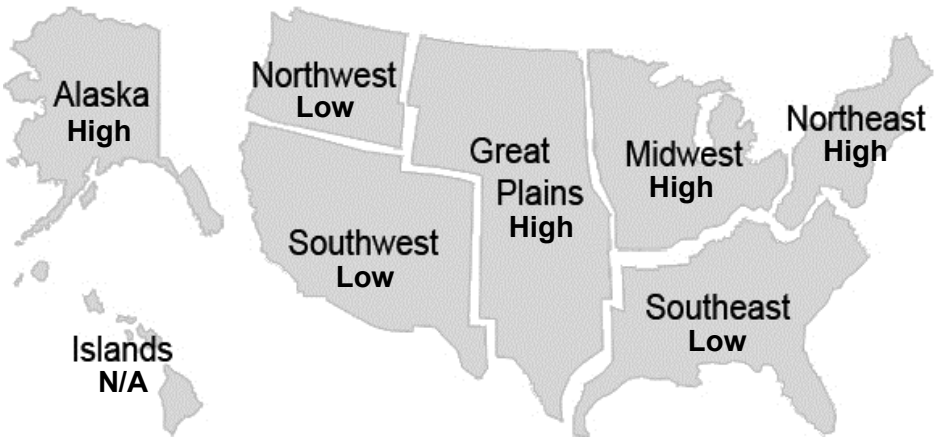 Alaska
High
Northwest
Low
Southwest
Low
Great
Plains
High
Midwest
High
Northeast
High
Southeast
Low
Islands
N/A